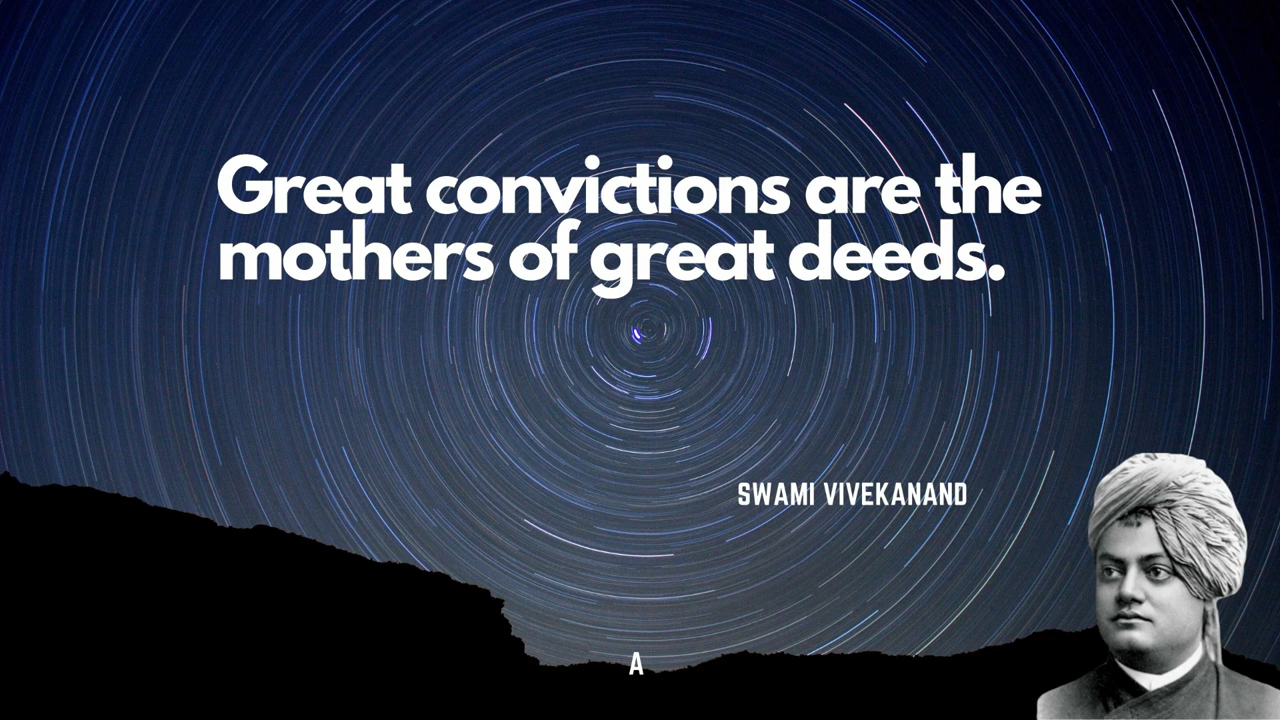 Great convictions are the
mothers of great deeds.
SWAMI VIVEKANAND
A